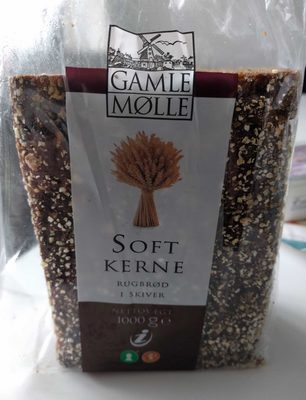 GAMLE
MØLLE
SOFT
KERNE
RUGBRØD
I SKIVER
NETTOVÆGT
1000 g e
i